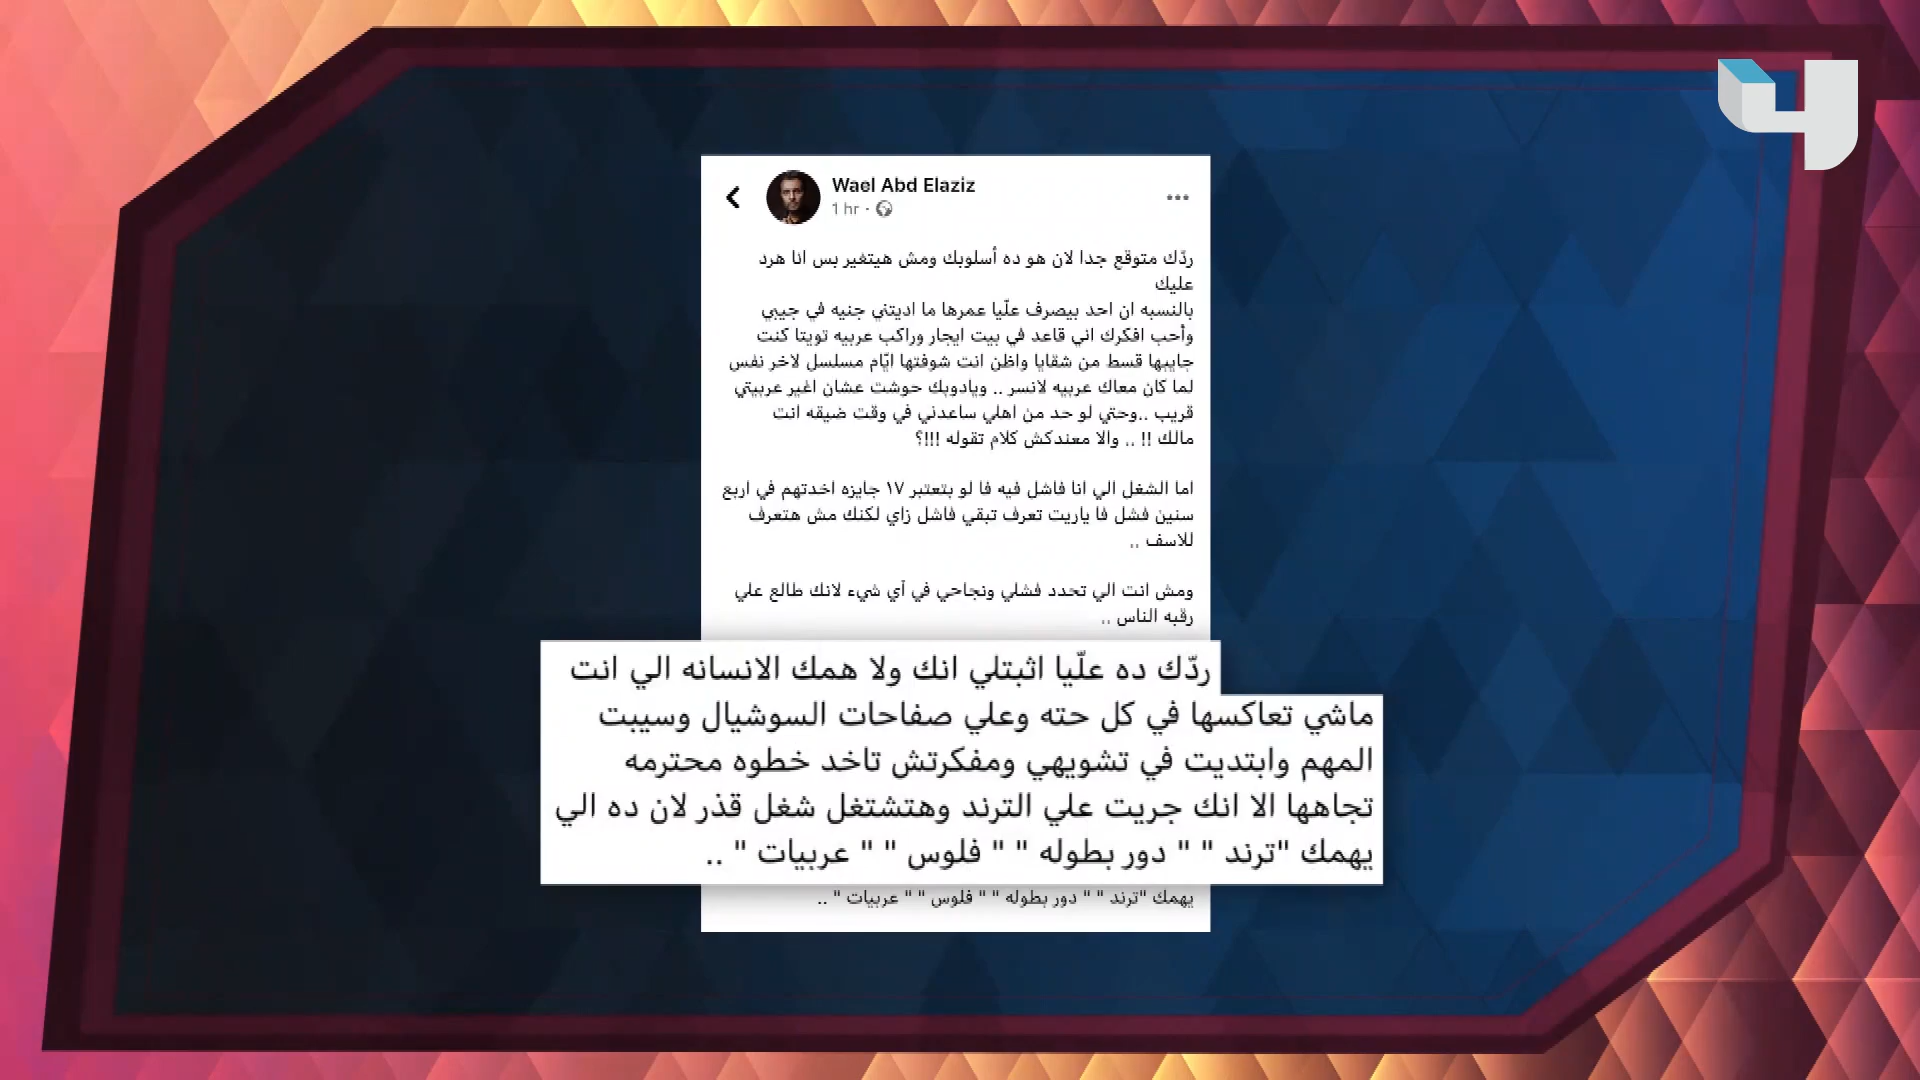 Wael Abd Elaziz
1 hr ·
ردّك متوقع جدا لان هو ده أسلوبك ومش هيتغير بس انا هرد
عليك
بالنسبه ان احد بيصرف علّيا عمرها ما اديتني جنيه في جيبي
وأحب افكرك اني قاعد في بيت ايجار وراكب عربيه تويتا كنت
جايبها قسط من شقايا واظن انت شوفتها ايّام مسلسل لاخر نفس
لما كان معاك عربيه لانسر .. ويادوبك حوشت عشان اغير عربيتي
قريب ..وحتي لو حد من اهلي ساعدني في وقت ضيقه انت
مالك !! .. والا معندكش كلام تقوله !!!؟
اما الشغل الي انا فاشل فيه فا لو بتعتبر ١٧ جايزه اخدتهم في اربع
سنين فشل فا ياريت تعرف تبقي فاشل زاي لكنك مش هتعرف
للاسف ..
ومش انت الي تحدد فشلي ونجاحي في آي شيء لانك طالع علي
رقبه الناس ..
ردّك ده علّيا اثبتلي انك ولا همك الانسانه الي انت
ماشي تعاكسها في كل حته وعلي صفاحات السوشيال وسيبت
المهم وابتديت في تشويهي ومفكرتش تاخد خطوه محترمه
تجاهها الا انك جريت علي الترند وهتشتغل شغل قذر لان ده الي
يهمك "ترند " " دور بطوله " " فلوس " " عربيات " ..
يهمك "ترند " " دور بطوله " " فلوس " " عربيات " ..